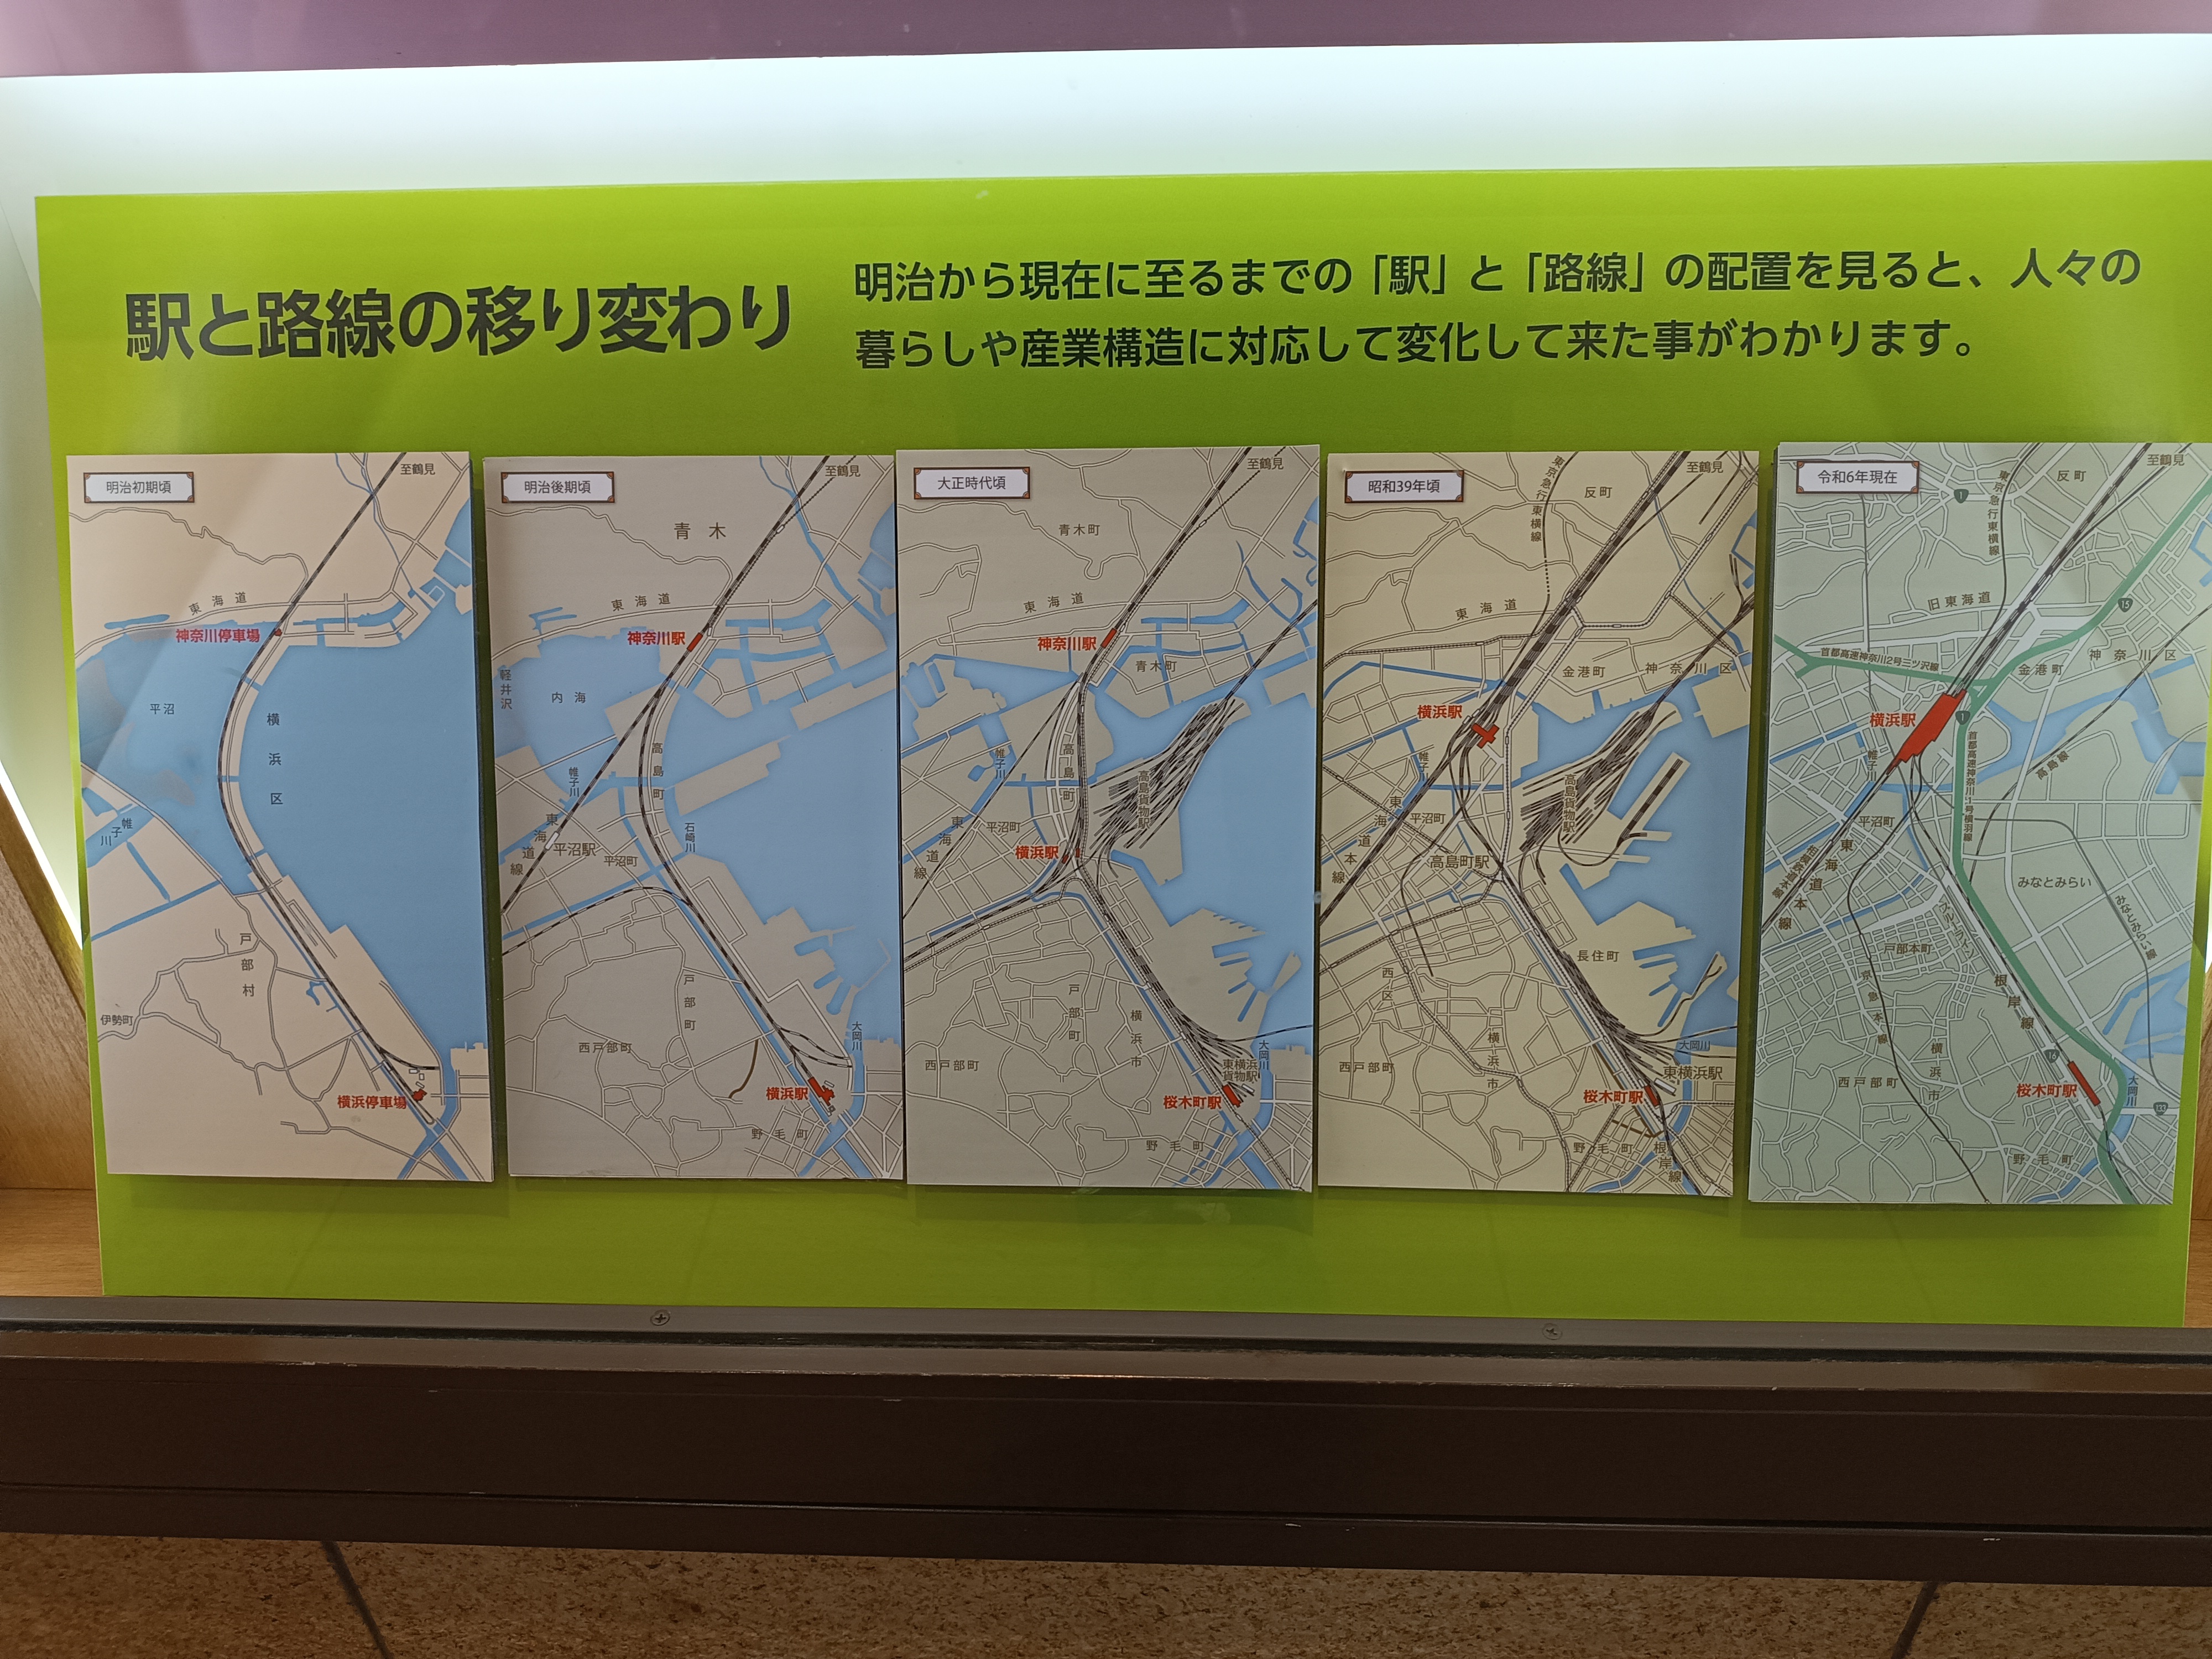 駅と路線の移り変わり
明治から現在に至るまでの「駅」と「路線」の配置を見ると、人々の
暮らしや産業構造に対応して変化して来た事がわかります。
明治初期頃
至鶴見
東海道
神奈川停車場
平沼
横浜区
帷子川
戸部村
伊勢町
横浜停車場
明治後期頃
至鶴見
青木
東海道
神奈川駅
軽井沢
内海
高島町
帷子川
東海道線
平沼駅
平沼町
石崎川
戸部町
西戸部町
大岡川
横浜駅
野毛町
大正時代頃
至鶴見
青木町
東海道
神奈川駅
青木町
帷子川
高島町
高島貨物駅
平沼町
東海道線
横浜駅
戸部町
横浜市
西戸部町
大岡川
東横浜貨物駅
桜木町駅
野毛町
昭和39年頃
至鶴見
東京急行東横線
反町
東海道
金港町
神奈川区
横浜駅
帷子川
高島貨物駅
東海道本線
平沼町
高島町駅
長住町
西区
横浜市
西戸部町
大岡川
東横浜駅
桜木町駅
野毛町
根岸線
令和6年現在
至鶴見
東京急行東横線
反町
1
15
旧東海道
首都高速神奈川2号三ツ沢線
金港町
神奈川区
横浜駅
1
帷子川
首都高速神奈川1号横羽線
高島線
平沼町
東海道本線
相模鉄道本線
みなとみらい
みなとみらい線
ブルーライン
戸部本町
京急本線
根岸線
横浜市
16
西戸部町
桜木町駅
大岡川
133
野毛町